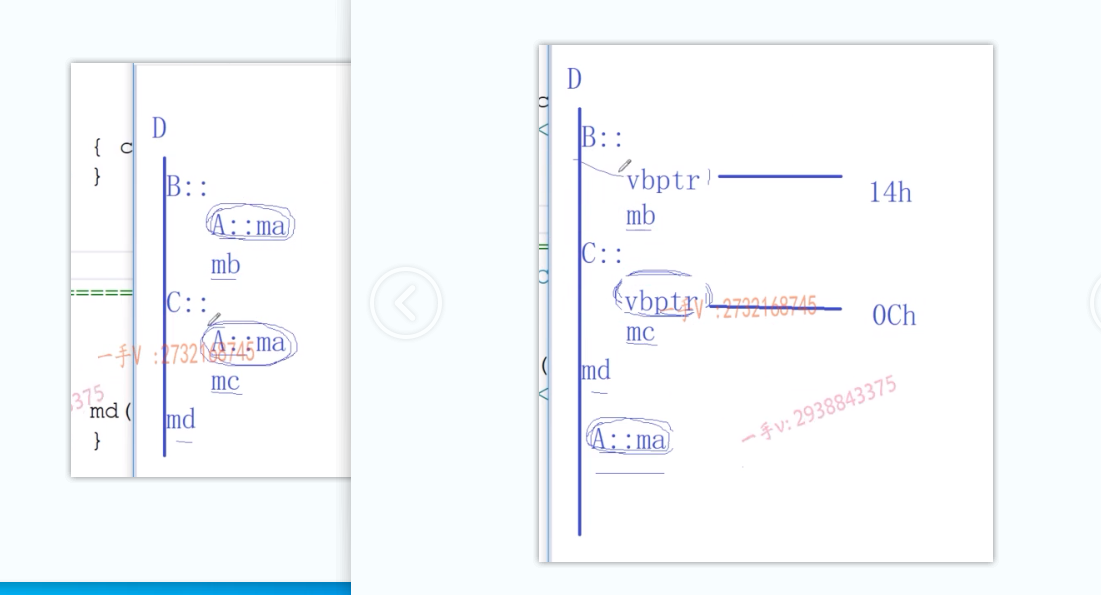 { c
}
=====
md(
}
D
B::
A::ma
mb
C::
A::ma
一手V :2732168745
mc
3375
md
D
B::
vbptr
14h
mb
C::
vbptr
0Ch
一手V :2732168745
mc
md
一手v: 2938843375
A::ma
c
<
=
c
(
<